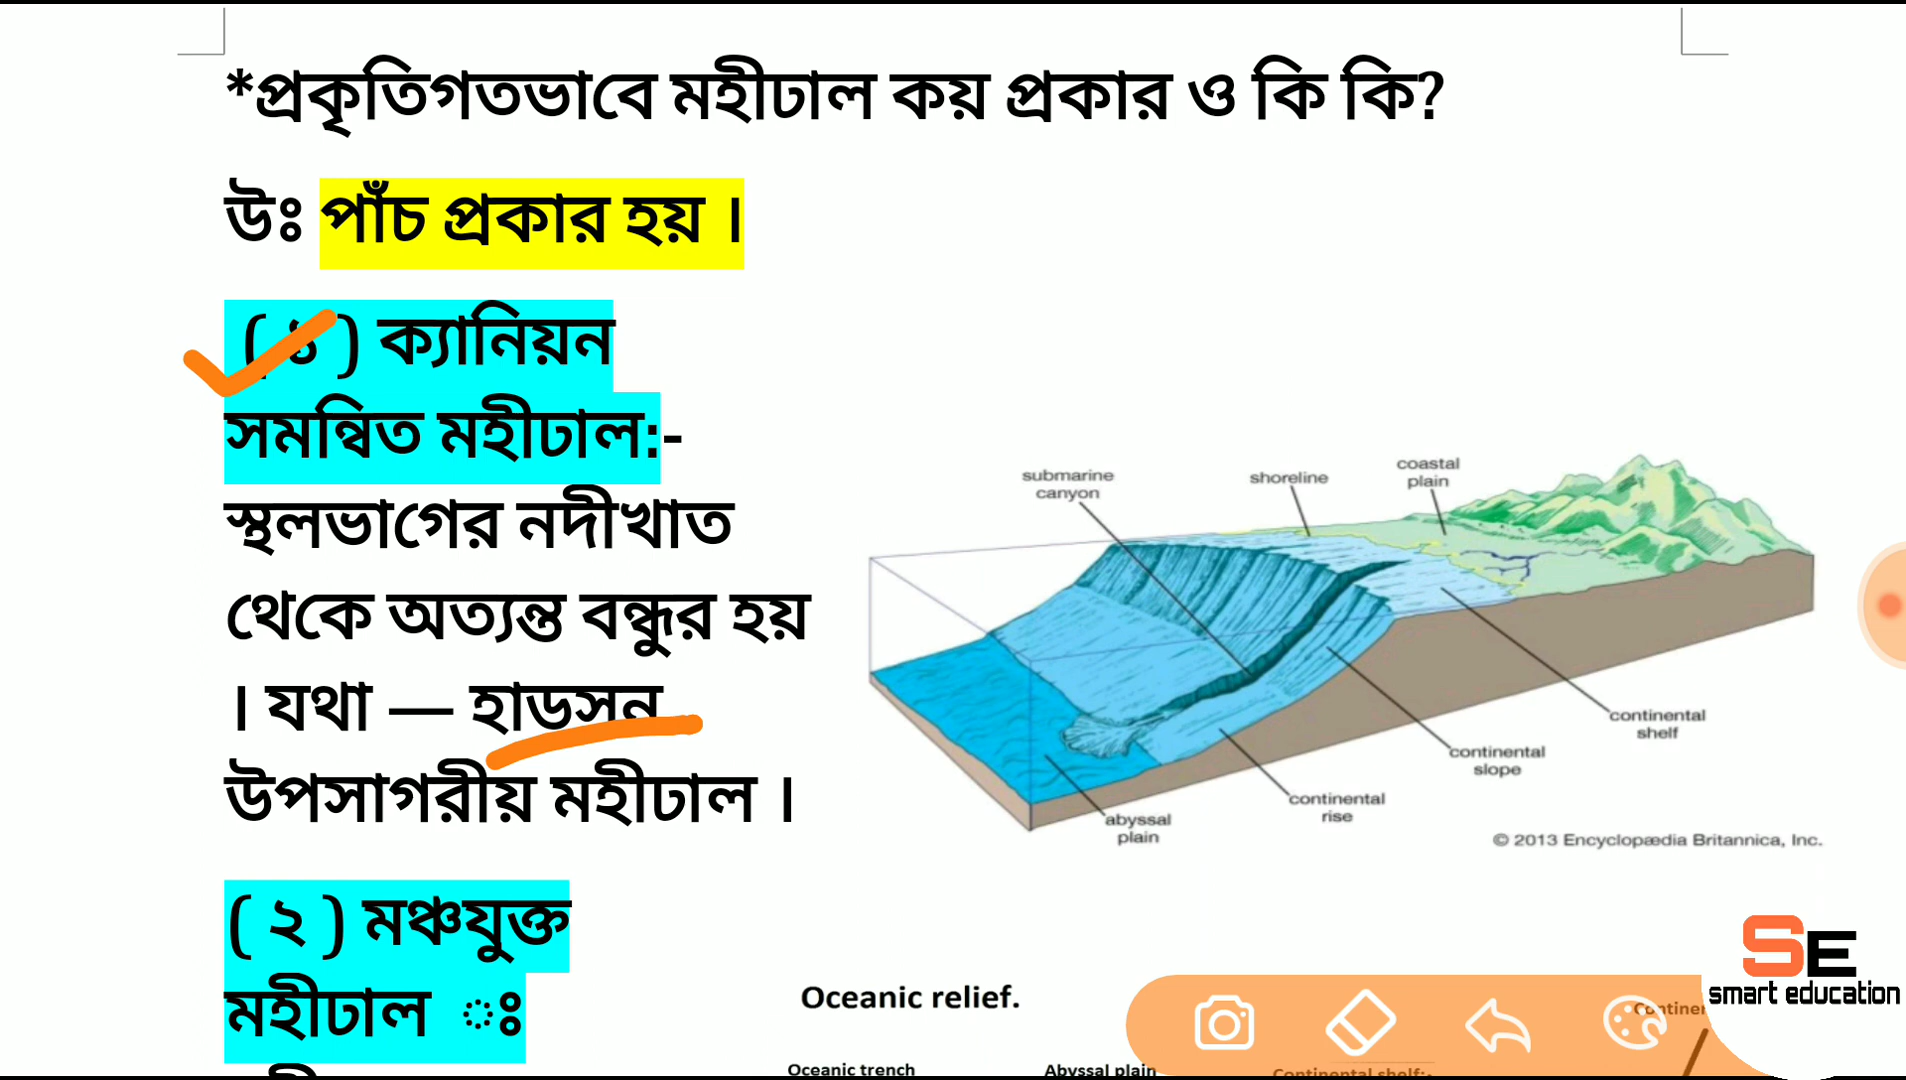 *প্রকৃতিগতভাবে মহীঢাল কয় প্রকার ও কি কি?
উঃ পাঁচ প্রকার হয় ।
( ১ ) ক্যানিয়ন
সমন্বিত মহীঢাল:-
স্থলভাগের নদীখাত
থেকে অত্যন্ত বন্ধুর হয়
। যথা — হাডসন
উপসাগরীয় মহীঢাল ।
( ২ ) মঞ্চযুক্ত
মহীঢাল ঃ
submarine
canyon
shoreline
coastal
plain
continental
shelf
continental
slope
continental
rise
abyssal
plain
© 2013 Encyclopædia Britannica, Inc.
Oceanic relief.
Oceanic trench
Abyssal plain
Continental shelf:-
SE
smart education